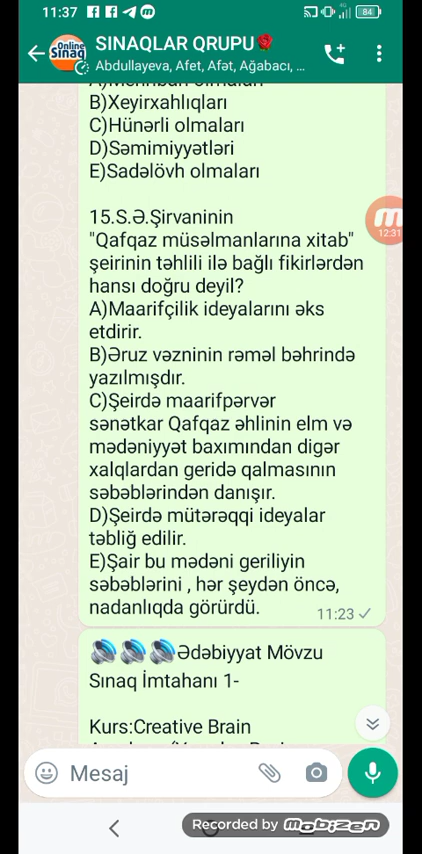 11:37
84
Online
Sınaq
SINAQLAR QRUPU🌹
Abdullayeva, Afet, Afət, Ağabacı, ...
B)Xeyirxahlıqları
C)Hünərli olmaları
D)Səmimiyyətləri
E)Sadəlövh olmaları
15.S.Ə.Şirvaninin
"Qafqaz müsəlmanlarına xitab"
şeirinin təhlili ilə bağlı fikirlərdən
hansı doğru deyil?
A)Maarifçilik ideyalarını əks
etdirir.
B)Əruz vəzninin rəməl bəhrində
yazılmışdır.
C)Şeirdə maarifpərvər
sənətkar Qafqaz əhlinin elm və
mədəniyyət baxımından digər
xalqlardan geridə qalmasının
səbəblərindən danışır.
D)Şeirdə mütərəqqi ideyalar
təbliğ edilir.
E)Şair bu mədəni geriliyin
səbəblərini , hər şeydən öncə,
nadanlıqda görürdü.
11:23
12:31
🔊🔊🔊Ədəbiyyat Mövzu
Sınaq İmtahanı 1-
Kurs:Creative Brain
Mesaj
Recorded by Mobizen